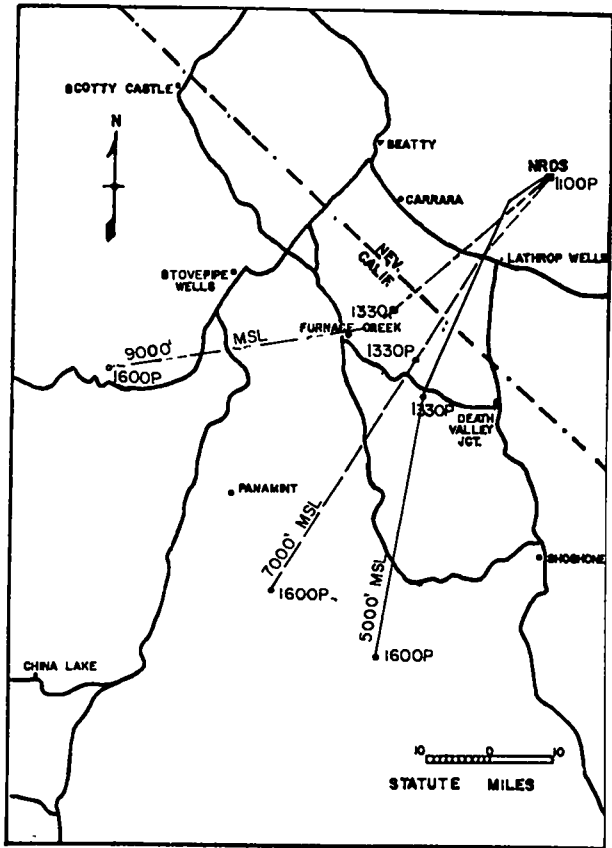 SCOTTY CASTLE
N
BEATTY
NRDS
1100P
CARRARA
NEV.
CALIF.
LATHROP WELLS
STOVEPIPE
WELLS
1330P
FURNACE CREEK
9000' MSL
1330P
1600P
1330P
DEATH
VALLEY
JCT.
PANAMINT
7000' MSL
SHOSHONE
1600P
5000' MSL
1600P
CHINA LAKE
10 0 10
STATUTE MILES